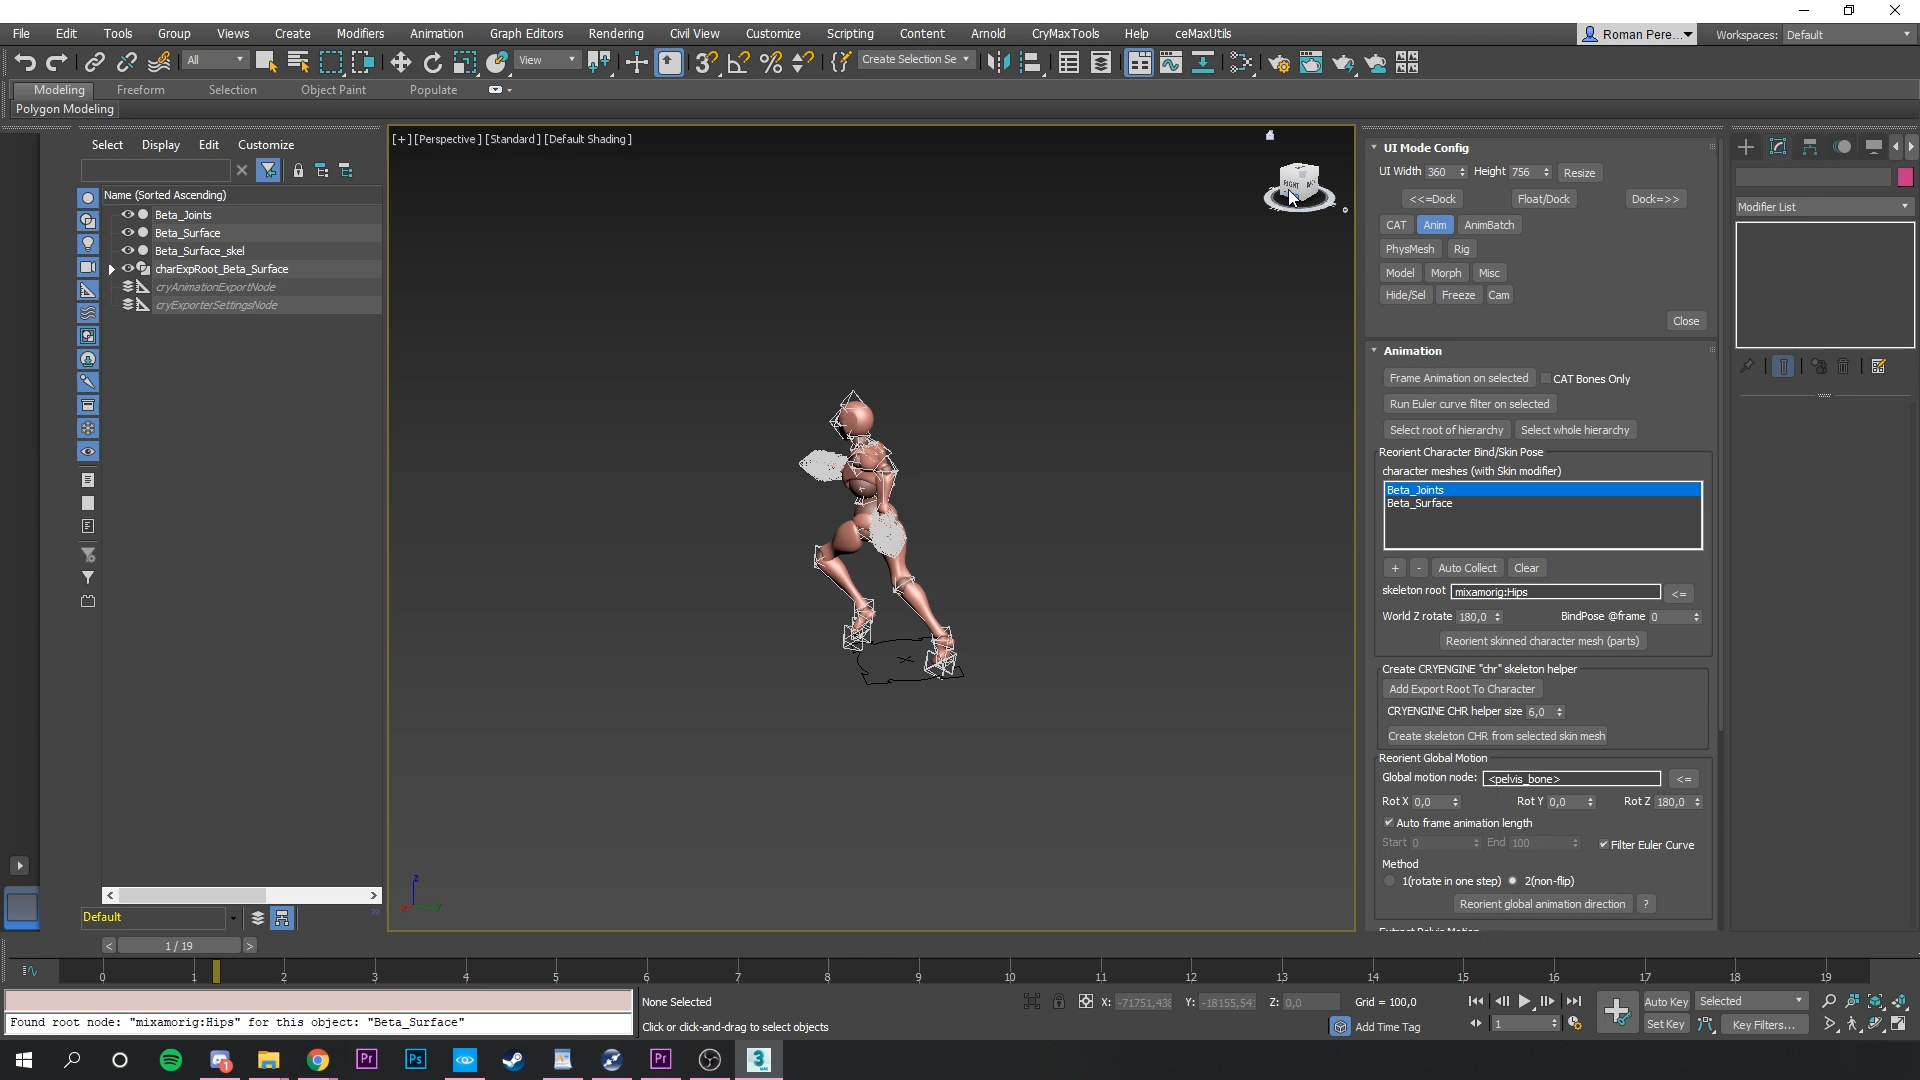 File Edit Tools Group Views Create Modifiers Animation Graph Editors Rendering Civil View Customize Scripting Content Arnold CryMaxTools Help ceMaxUtils Roman Pere... Workspaces: Default
All View Create Selection Se
Modeling Freeform Selection Object Paint Populate
Polygon Modeling
Select Display Edit Customize
Name (Sorted Ascending)
Beta_Joints
Beta_Surface
Beta_Surface_skel
charExpRoot_Beta_Surface
cryAnimationExportNode
cryExporterSettingsNode
Default
1 / 19
[+] [Perspective] [Standard] [Default Shading]
RIGHT
z
UI Mode Config
UI Width 360 Height 756 Resize
<<=Dock Float/Dock Dock=>>
CAT Anim AnimBatch
PhysMesh Rig
Model Morph Misc
Hide/Sel Freeze Cam
Close
Animation
Frame Animation on selected CAT Bones Only
Run Euler curve filter on selected
Select root of hierarchy Select whole hierarchy
Reorient Character Bind/Skin Pose
character meshes (with Skin modifier)
Beta_Joints
Beta_Surface
+ - Auto Collect Clear
skeleton root mixamorig:Hips <=
World Z rotate 180,0 BindPose @frame 0
Reorient skinned character mesh (parts)
Create CRYENGINE "chr" skeleton helper
Add Export Root To Character
CRYENGINE CHR helper size 6,0
Create skeleton CHR from selected skin mesh
Reorient Global Motion
Global motion node: <pelvis_bone> <=
Rot X 0,0 Rot Y 0,0 Rot Z 180,0
Auto frame animation length
Start 0 End 100 Filter Euler Curve
Method
1(rotate in one step) 2(non-flip)
Reorient global animation direction ?
Modifier List
0 1 2 3 4 5 6 7 8 9 10 11 12 13 14 15 16 17 18 19
Found root node: "mixamorig:Hips" for this object: "Beta_Surface"
None Selected
Click or click-and-drag to select objects
X: -71751,438 Y: -18155,54 Z: 0,0 Grid = 100,0
Add Time Tag
1
Auto Key Selected
Set Key Key Filters...
Pr Ps Pr 3